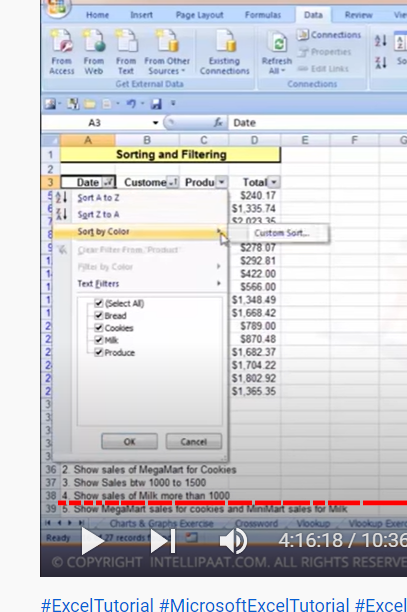 Home Insert Page Layout Formulas Data Review
From Access From Web From Text From Other Sources Existing Connections Refresh All Connections
Properties
Edit Links
Get External Data Connections
A3 fx Date
A B C D E F
1 Sorting and Filtering
2
3 Date Custome Produ Total
Sort A to Z $240.17
Sort Z to A $1,335.74
$2,023.35
Sort by Color Custom Sort...
Clear Filter From "Product" $278.07
$292.81
Filter by Color $422.00
Text Filters $566.00
(Select All) $1,348.49
Bread $1,668.42
Cookies $789.00
Milk $870.48
Produce $1,682.37
$1,704.22
$1,802.92
$1,365.35
OK Cancel
36 2. Show sales of MegaMart for Cookies
37 3. Show Sales btw 1000 to 1500
38 4. Show sales of Milk more than 1000
39 5. Show MegaMart sales for cookies and MiniMart sales for Milk
Charts & Graphs Exercise Crossword Vlookup Vlookup Exer
Ready 27 records
4:16:18 / 10:36
© COPYRIGHT INTELLIPAAT.COM. ALL RIGHTS RESERVE
#ExcelTutorial #MicrosoftExcelTutorial #Excel